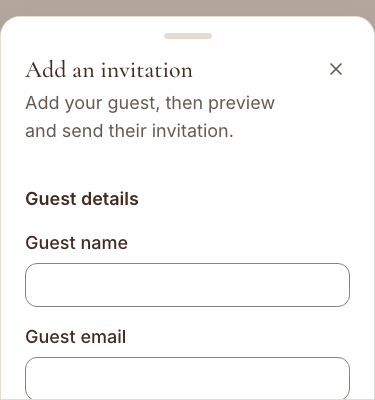 Add an invitation
Add your guest, then preview
and send their invitation.
Guest details
Guest name
Guest email